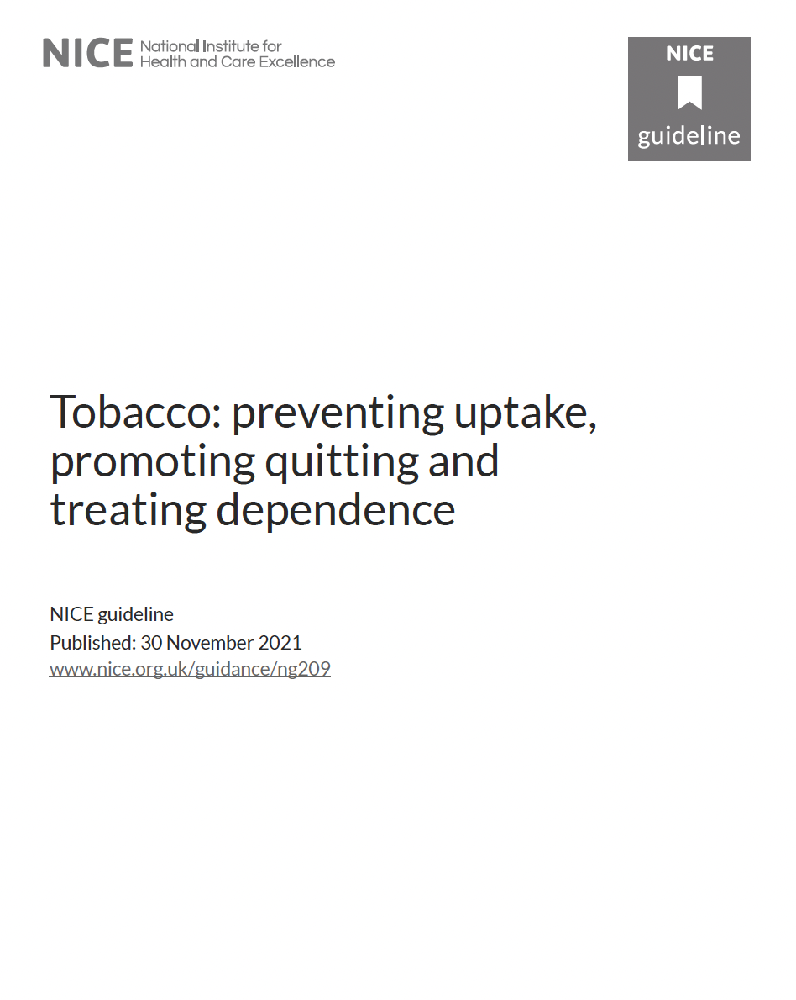 NICE National Institute for
Health and Care Excellence
NICE
guideline
Tobacco: preventing uptake,
promoting quitting and
treating dependence
NICE guideline
Published: 30 November 2021
www.nice.org.uk/guidance/ng209